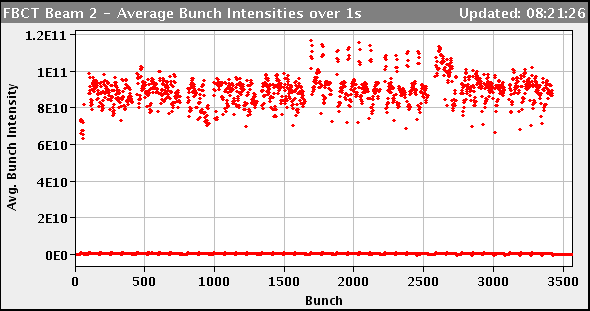 FBCT Beam 2 - Average Bunch Intensities over 1s Updated: 08:21:26
1.2E11
1E11
8E10
6E10
4E10
2E10
0E0
Avg. Bunch Intensity
0 500 1000 1500 2000 2500 3000 3500
Bunch